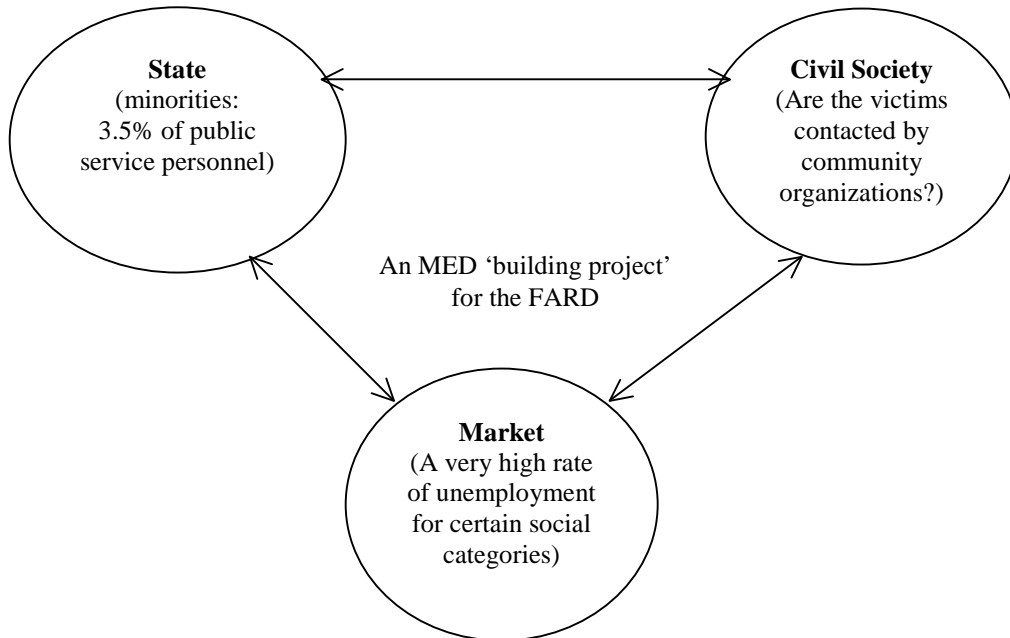 State
(minorities:
3.5% of public
service personnel)
Civil Society
(Are the victims
contacted by
community
organizations?)
An MED ‘building project’
for the FARD
Market
(A very high rate
of unemployment
for certain social
categories)